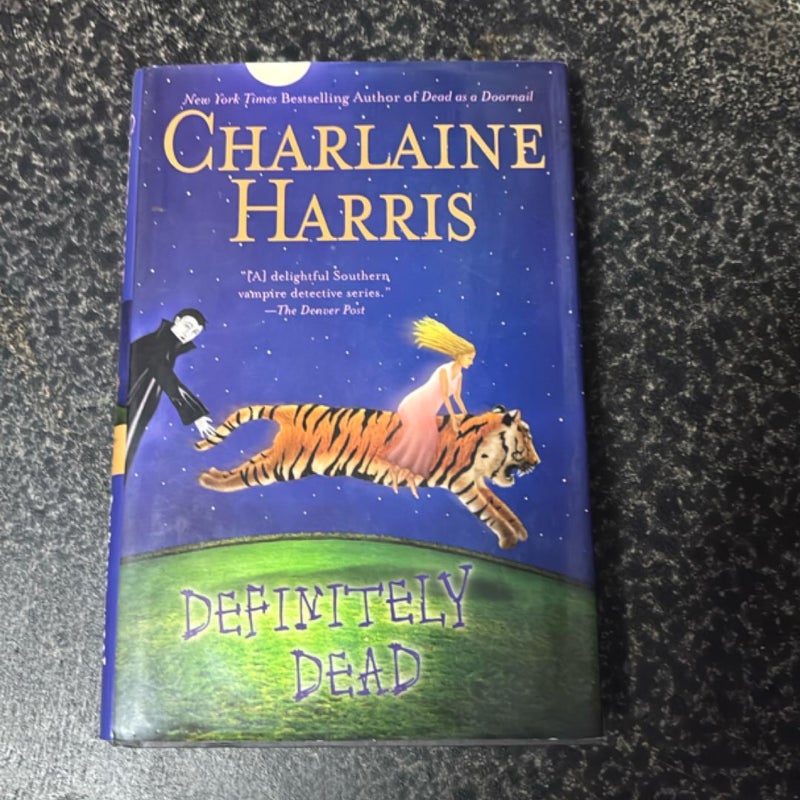 New York Times Bestselling Author of Dead as a Doornail
CHARLAINE
HARRIS
"[A] delightful Southern
vampire detective series."
—The Denver Post
DEFINITELY
DEAD